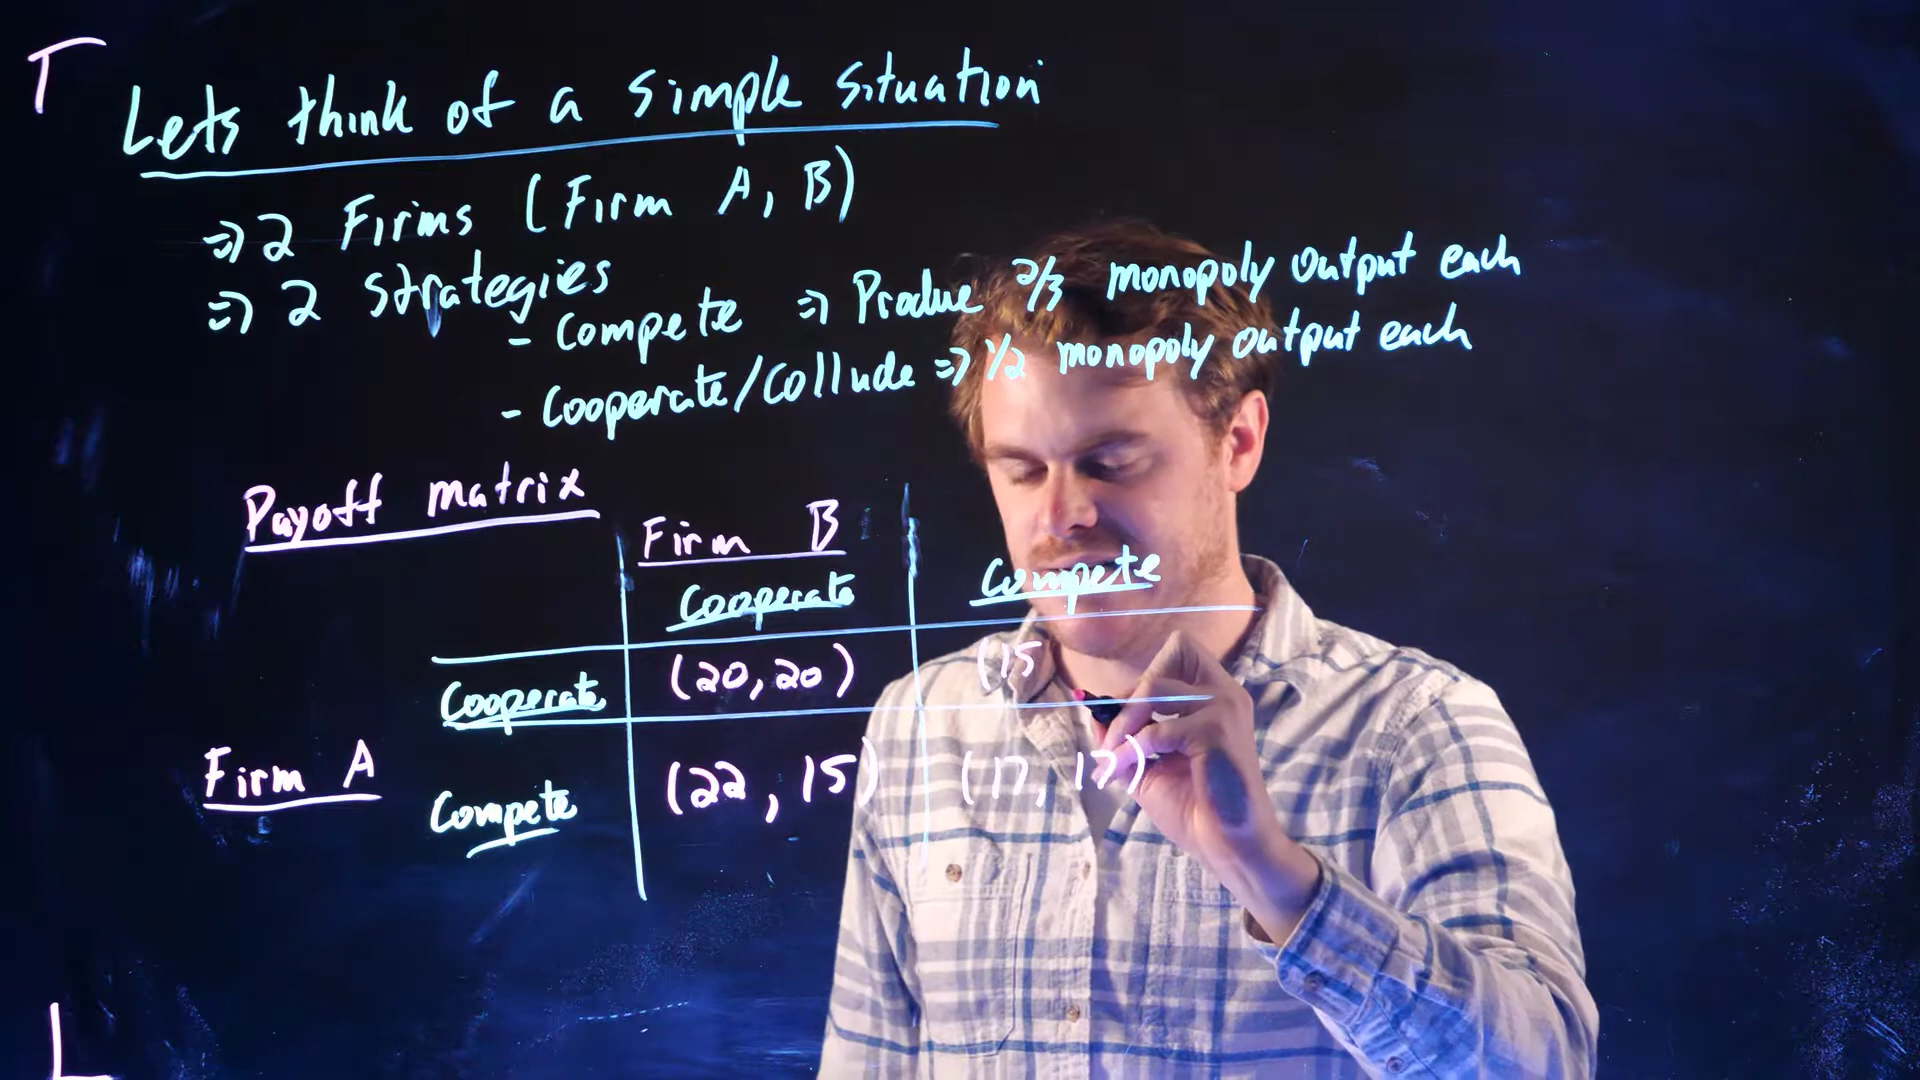 Lets think of a simple situation
⇒ 2 Firms (Firm A, B)
⇒ 2 Strategies
- Compete ⇒ Produe 2/3 monopoly output each
- Cooperate/Collude ⇒ 1/2 monopoly output each
Payoff matrix
Firm B
Cooperate Compete
Cooperate (20,20) (15
Firm A
Compete (22, 15) (17, 17)